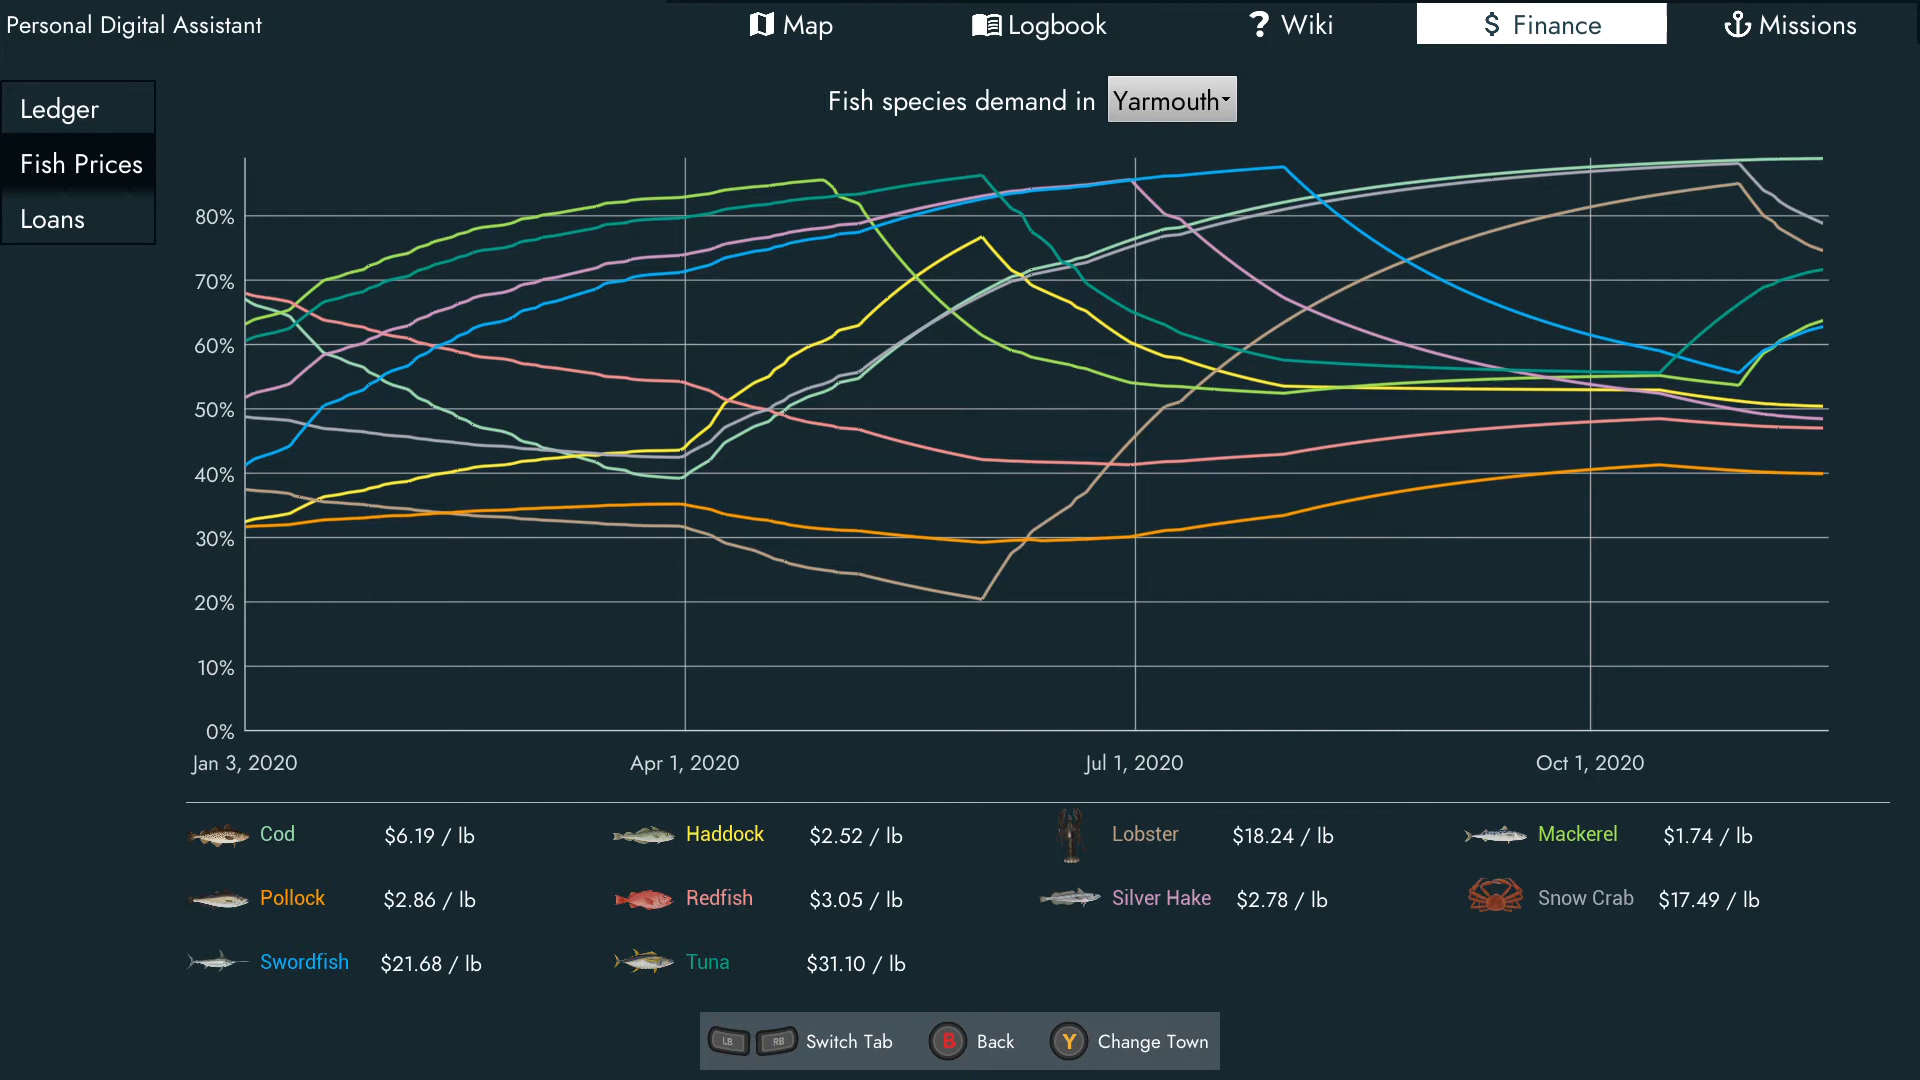 Personal Digital Assistant
Map
Logbook
? Wiki
$ Finance
Missions
Ledger
Fish Prices
Loans
Fish species demand in Yarmouth
80%
70%
60%
50%
40%
30%
20%
10%
0%
Jan 3, 2020
Apr 1, 2020
Jul 1, 2020
Oct 1, 2020
Cod $6.19 / lb
Haddock $2.52 / lb
Lobster $18.24 / lb
Mackerel $1.74 / lb
Pollock $2.86 / lb
Redfish $3.05 / lb
Silver Hake $2.78 / lb
Snow Crab $17.49 / lb
Swordfish $21.68 / lb
Tuna $31.10 / lb
LB RB Switch Tab
B Back
Y Change Town